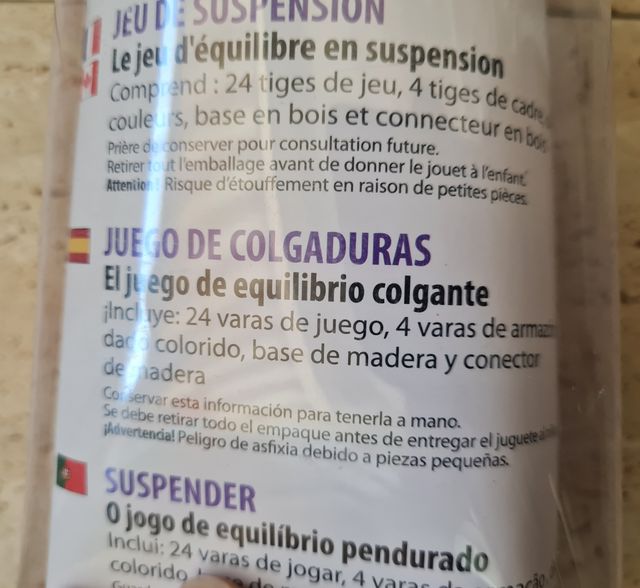 JEU DE SUSPENSION
Le jeu d'équilibre en suspension
Comprend : 24 tiges de jeu, 4 tiges de cadre,
couleurs, base en bois et connecteur en bois
Prière de conserver pour consultation future.
Retirer tout l'emballage avant de donner le jouet à l'enfant.
Attention! Risque d'étouffement en raison de petites pièces.
JUEGO DE COLGADURAS
El juego de equilibrio colgante
¡Incluye: 24 varas de juego, 4 varas de armazón
dado colorido, base de madera y conector
de madera
Conservar esta información para tenerla a mano.
Se debe retirar todo el empaque antes de entregar el juguete
¡Advertencia! Peligro de asfixia debido a piezas pequeñas.
SUSPENDER
O jogo de equilíbrio pendurado
Inclui: 24 varas de jogar, 4 varas
colorido